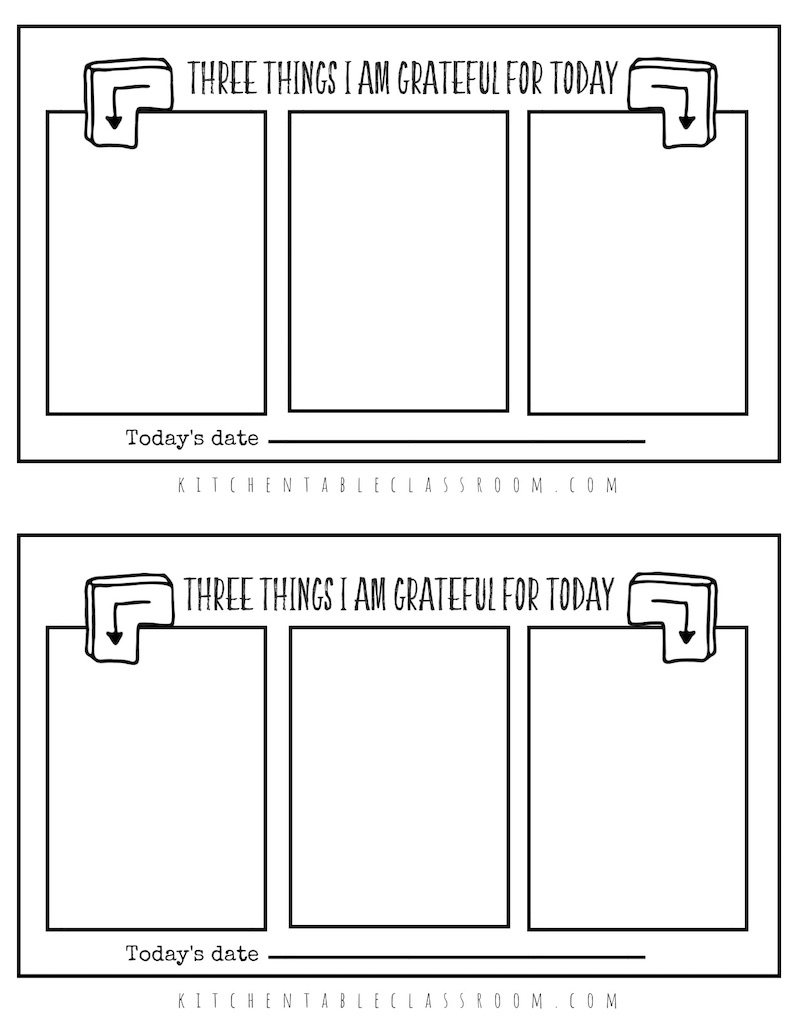 THREE THINGS I AM GRATEFUL FOR TODAY
Today's date
KITCHENTABLECLASSROOM.COM
THREE THINGS I AM GRATEFUL FOR TODAY
Today's date
KITCHENTABLECLASSROOM.COM